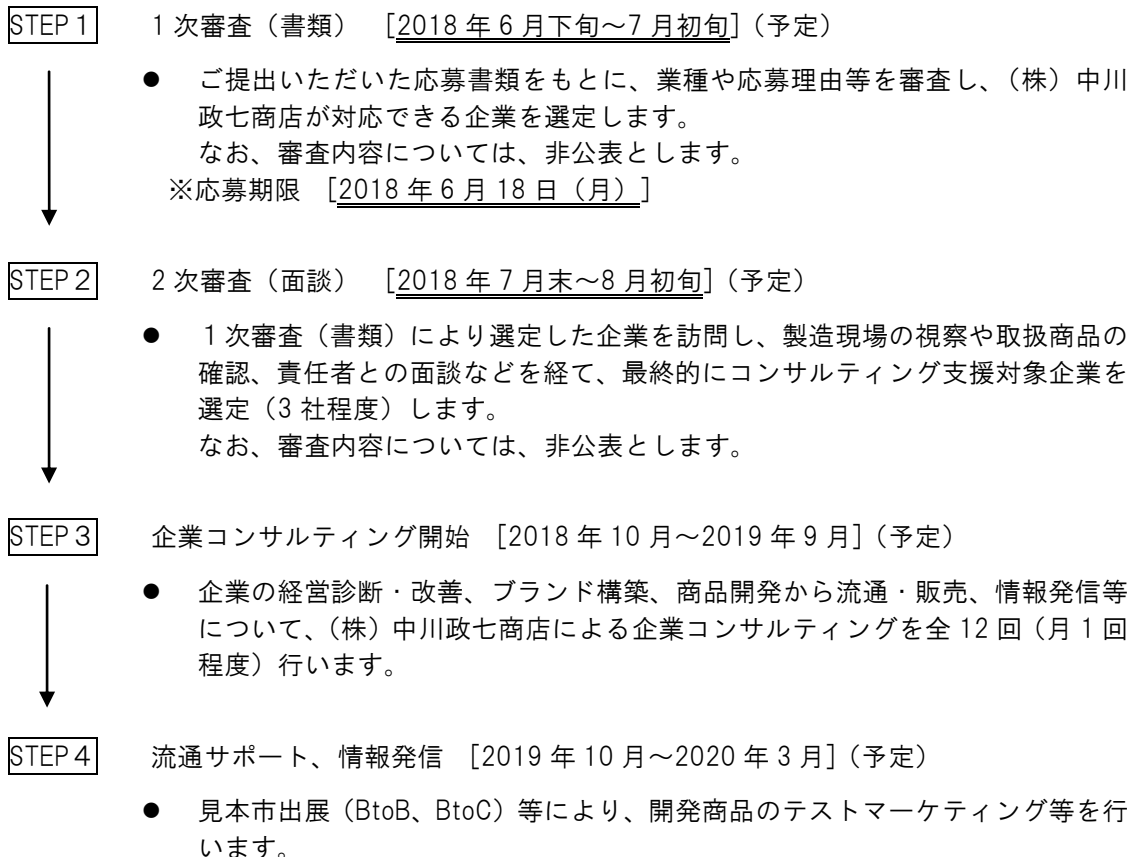 STEP1 1次審査（書類） ［2018年6月下旬～7月初旬］（予定）
● ご提出いただいた応募書類をもとに、業種や応募理由等を審査し、（株）中川
政七商店が対応できる企業を選定します。
なお、審査内容については、非公表とします。
※応募期限 ［2018年6月18日（月）］
STEP2 2次審査（面談） ［2018年7月末～8月初旬］（予定）
● 1次審査（書類）により選定した企業を訪問し、製造現場の視察や取扱商品の
確認、責任者との面談などを経て、最終的にコンサルティング支援対象企業を
選定（3社程度）します。
なお、審査内容については、非公表とします。
STEP3 企業コンサルティング開始 ［2018年10月～2019年9月］（予定）
● 企業の経営診断・改善、ブランド構築、商品開発から流通・販売、情報発信等
について、（株）中川政七商店による企業コンサルティングを全12回（月1回
程度）行います。
STEP4 流通サポート、情報発信 ［2019年10月～2020年3月］（予定）
● 見本市出展（BtoB、BtoC）等により、開発商品のテストマーケティング等を行
います。